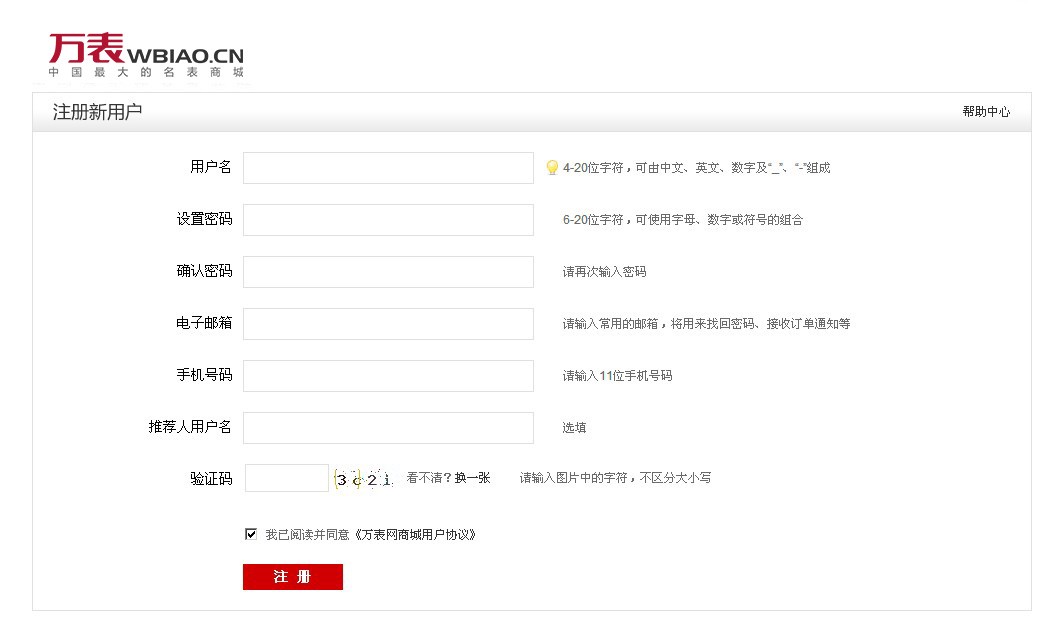 万表WBIAO.CN
中国最大的名表商城
注册新用户 帮助中心
用户名 4-20位字符，可由中文、英文、数字及“_”、“-”组成
设置密码 6-20位字符，可使用字母、数字或符号的组合
确认密码 请再次输入密码
电子邮箱 请输入常用的邮箱，将用来找回密码、接收订单通知等
手机号码 请输入11位手机号码
推荐人用户名 选填
验证码 3c2i 看不清？换一张 请输入图片中的字符，不区分大小写
我已阅读并同意《万表网商城用户协议》
注 册